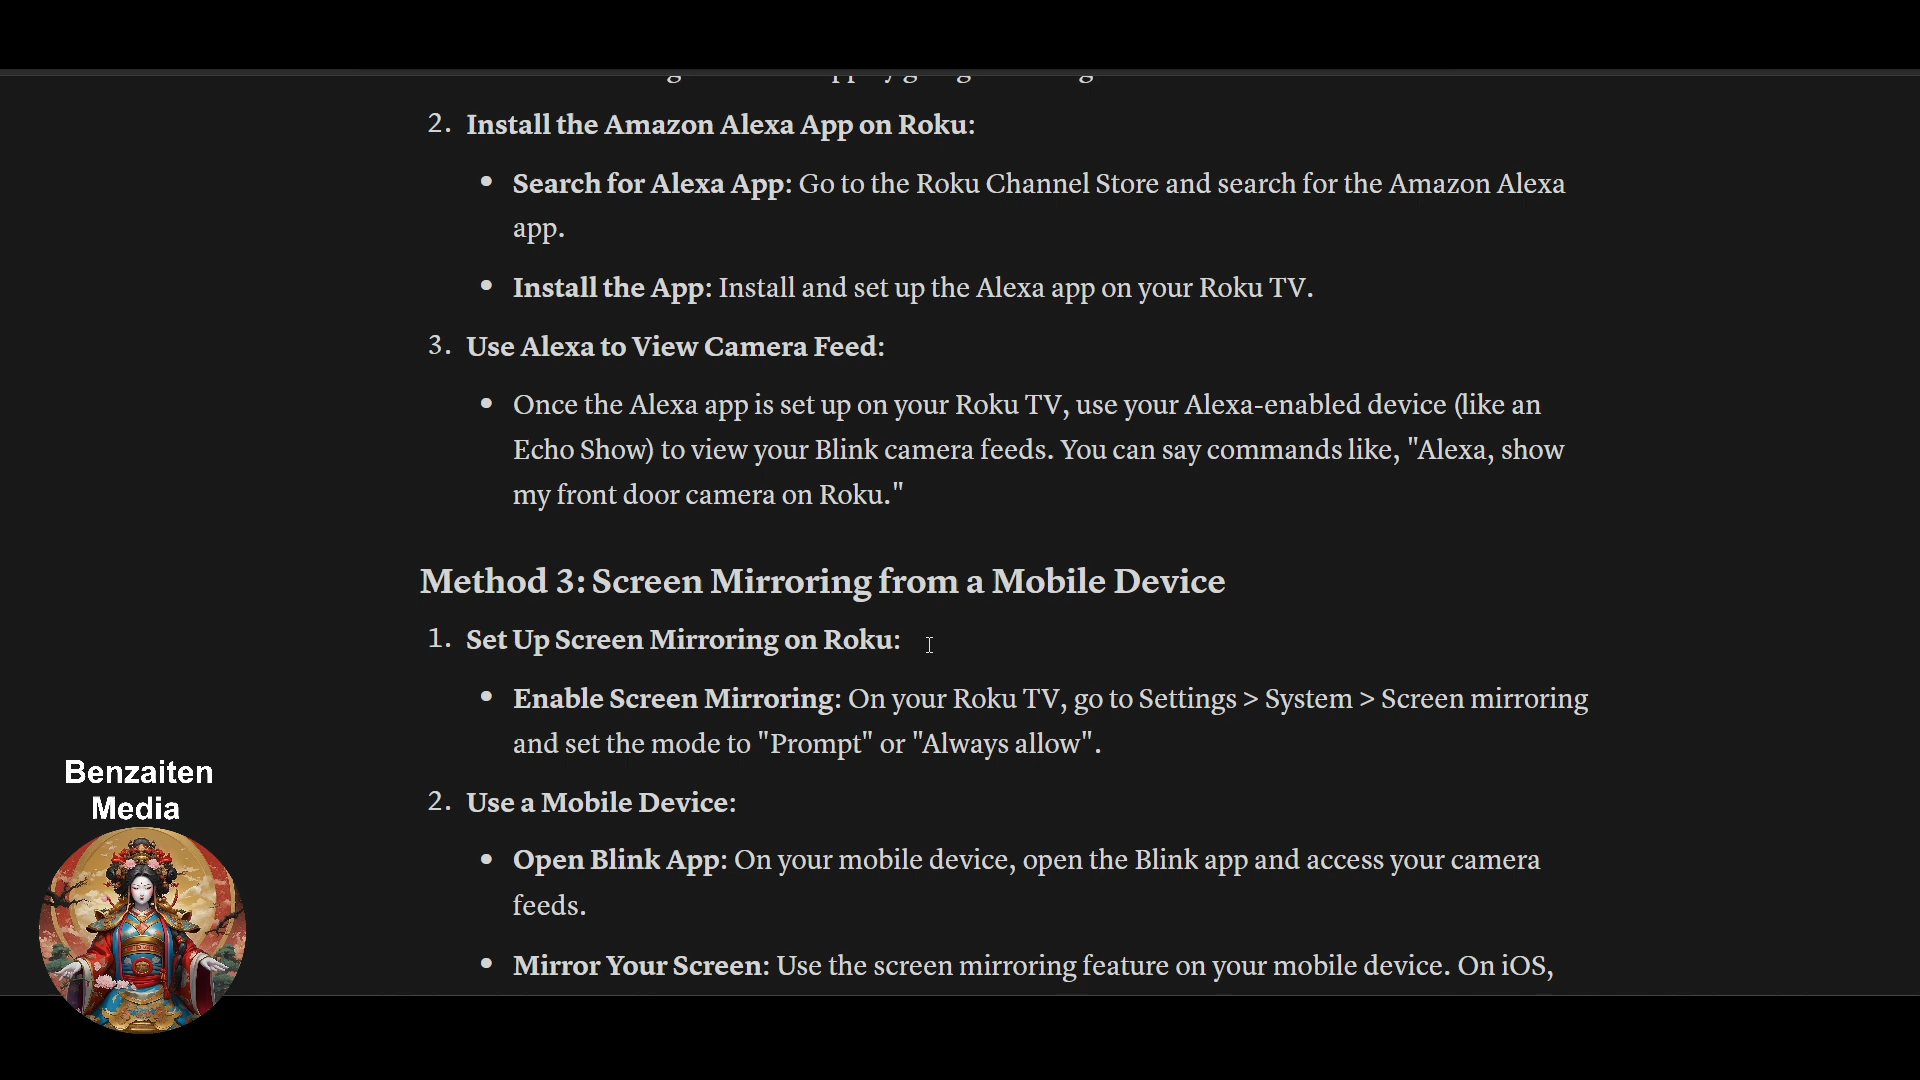 2. Install the Amazon Alexa App on Roku:
• Search for Alexa App: Go to the Roku Channel Store and search for the Amazon Alexa
app.
• Install the App: Install and set up the Alexa app on your Roku TV.
3. Use Alexa to View Camera Feed:
• Once the Alexa app is set up on your Roku TV, use your Alexa-enabled device (like an
Echo Show) to view your Blink camera feeds. You can say commands like, "Alexa, show
my front door camera on Roku."
Method 3: Screen Mirroring from a Mobile Device
1. Set Up Screen Mirroring on Roku:
• Enable Screen Mirroring: On your Roku TV, go to Settings > System > Screen mirroring
and set the mode to "Prompt" or "Always allow".
2. Use a Mobile Device:
• Open Blink App: On your mobile device, open the Blink app and access your camera
feeds.
• Mirror Your Screen: Use the screen mirroring feature on your mobile device. On iOS,
Benzaiten
Media